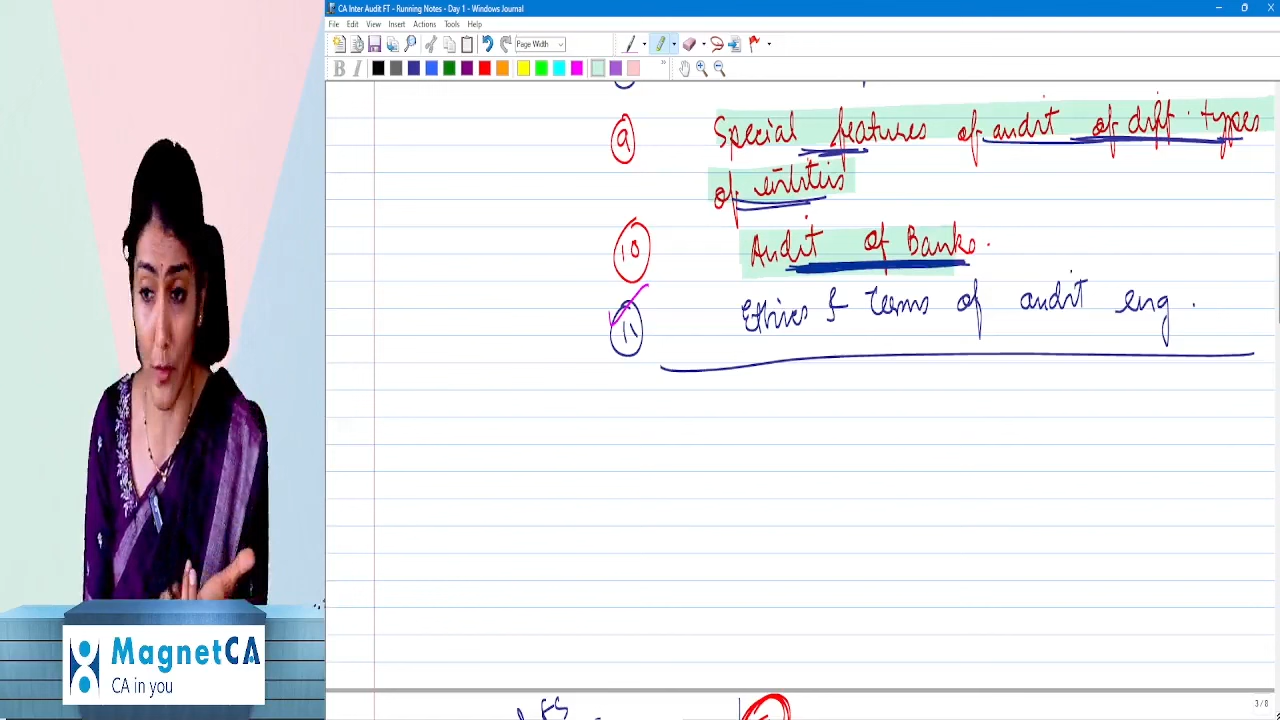 CA Inter Audit FT - Running Notes - Day 1 - Windows Journal
File Edit View Insert Actions Tools Help
Page Width
B I
9 Special features of audit of diff. types
of entities
10 Audit of Banks.
11 Ethics & Terms of audit eng.
MagnetCA
CA in you
FS
3 / 8